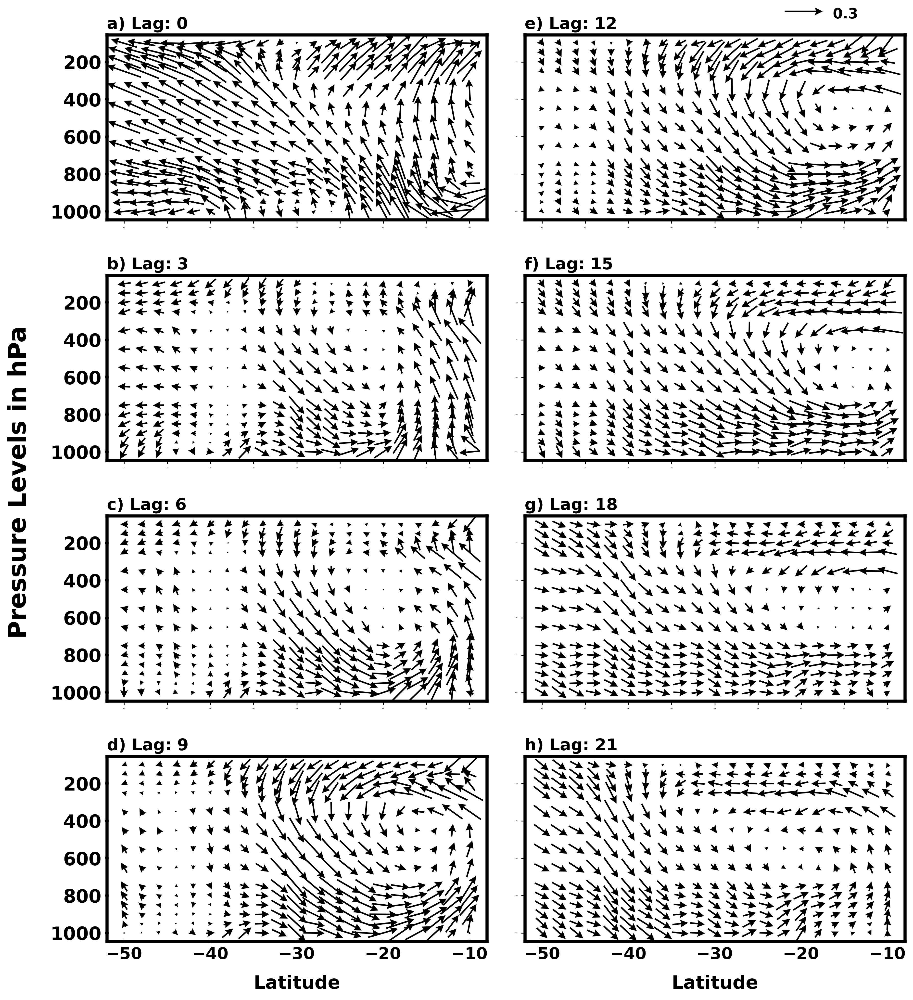 0.3
a) Lag: 0
e) Lag: 12
200
400
600
800
1000
b) Lag: 3
f) Lag: 15
200
400
600
800
1000
Pressure Levels in hPa
c) Lag: 6
g) Lag: 18
200
400
600
800
1000
d) Lag: 9
h) Lag: 21
200
400
600
800
1000
−50 −40 −30 −20 −10
−50 −40 −30 −20 −10
Latitude
Latitude